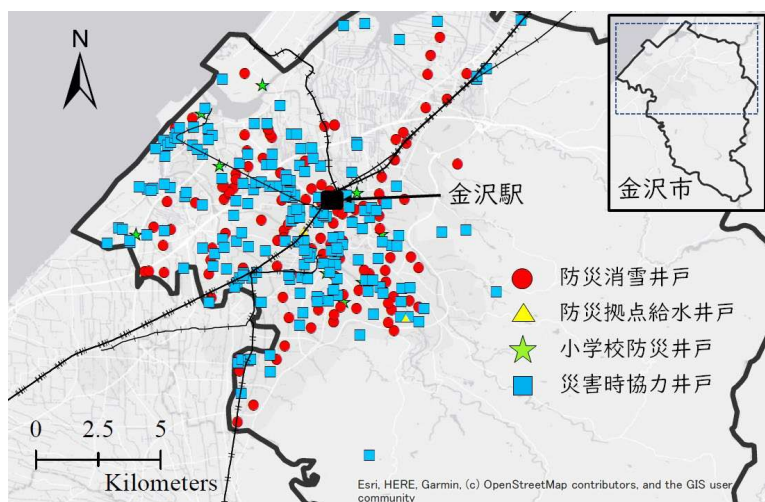 N
金沢市
金沢駅
防災消雪井戸
防災拠点給水井戸
小学校防災井戸
災害時協力井戸
0 2.5 5
Kilometers
Esri, HERE, Garmin, (c) OpenStreetMap contributors, and the GIS user
community